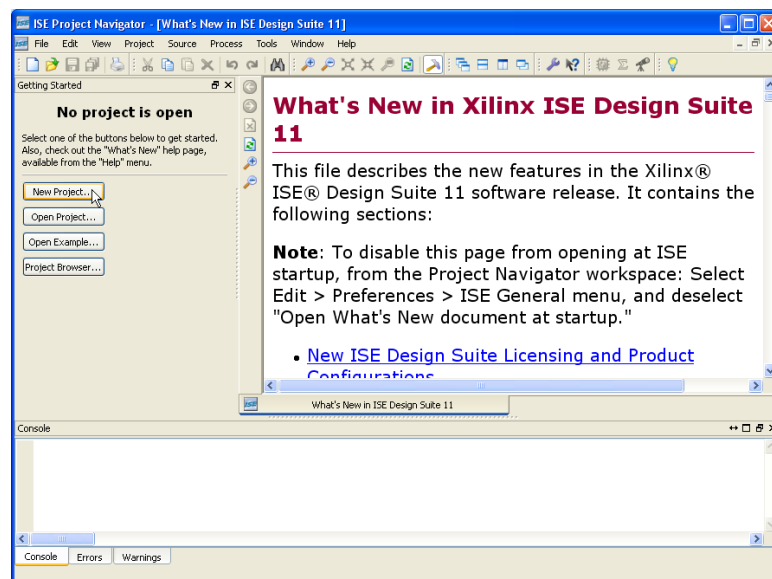 ISE Project Navigator - [What's New in ISE Design Suite 11]
File Edit View Project Source Process Tools Window Help
Getting Started
No project is open
Select one of the buttons below to get started.
Also, check out the "What's New" help page,
available from the "Help" menu.
New Project...
Open Project...
Open Example...
Project Browser...
What's New in Xilinx ISE Design Suite
11
This file describes the new features in the Xilinx®
ISE® Design Suite 11 software release. It contains the
following sections:
Note: To disable this page from opening at ISE
startup, from the Project Navigator workspace: Select
Edit > Preferences > ISE General menu, and deselect
"Open What's New document at startup."
• New ISE Design Suite Licensing and Product
Configurations
What's New in ISE Design Suite 11
Console
Console Errors Warnings